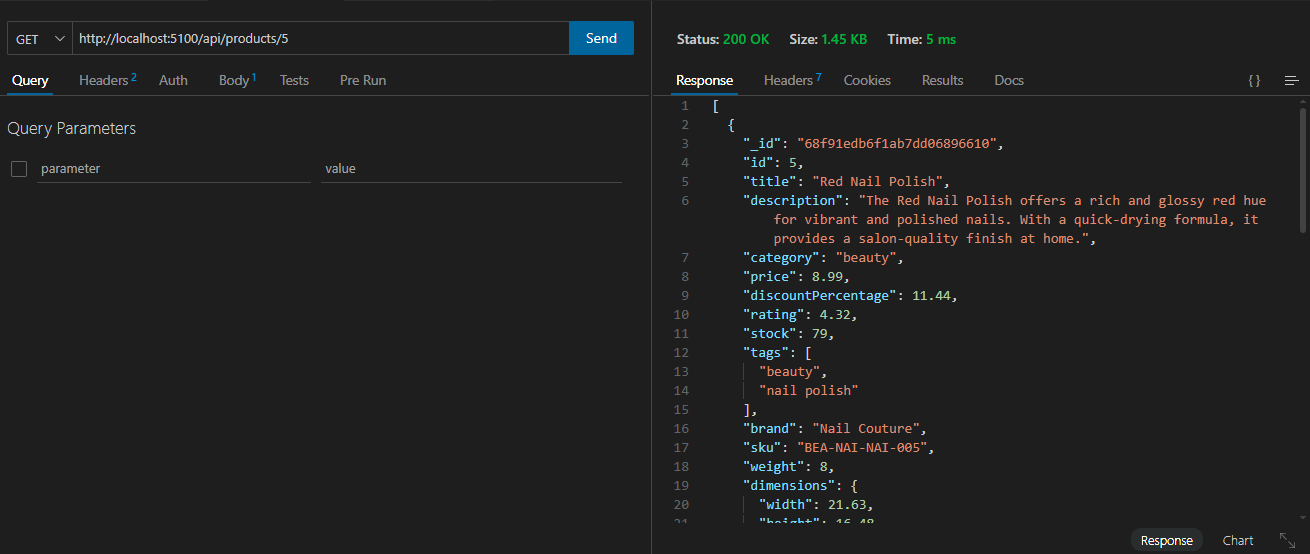 GET http://localhost:5100/api/products/5 Send
Query Headers 2 Auth Body 1 Tests Pre Run
Query Parameters
parameter value
Status: 200 OK Size: 1.45 KB Time: 5 ms
Response Headers 7 Cookies Results Docs { }
1 [
2 {
3 "_id": "68f91edb6f1ab7dd06896610",
4 "id": 5,
5 "title": "Red Nail Polish",
6 "description": "The Red Nail Polish offers a rich and glossy red hue
for vibrant and polished nails. With a quick-drying formula, it
provides a salon-quality finish at home.",
7 "category": "beauty",
8 "price": 8.99,
9 "discountPercentage": 11.44,
10 "rating": 4.32,
11 "stock": 79,
12 "tags": [
13 "beauty",
14 "nail polish"
15 ],
16 "brand": "Nail Couture",
17 "sku": "BEA-NAI-NAI-005",
18 "weight": 8,
19 "dimensions": {
20 "width": 21.63,
21 "height": 16.48
Response Chart